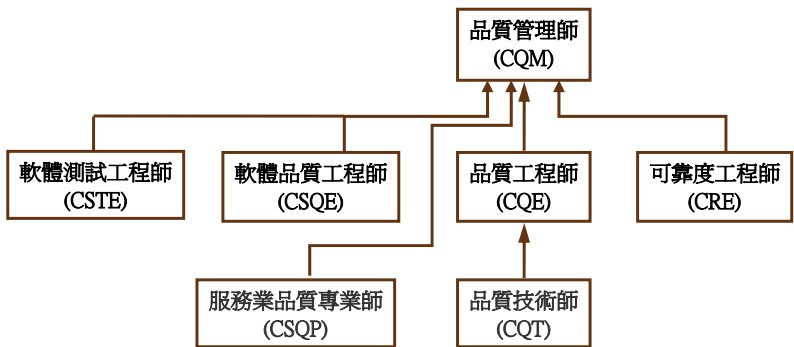 品質管理師
(CQM)
軟體測試工程師
(CSTE)
軟體品質工程師
(CSQE)
品質工程師
(CQE)
可靠度工程師
(CRE)
服務業品質專業師
(CSQP)
品質技術師
(CQT)